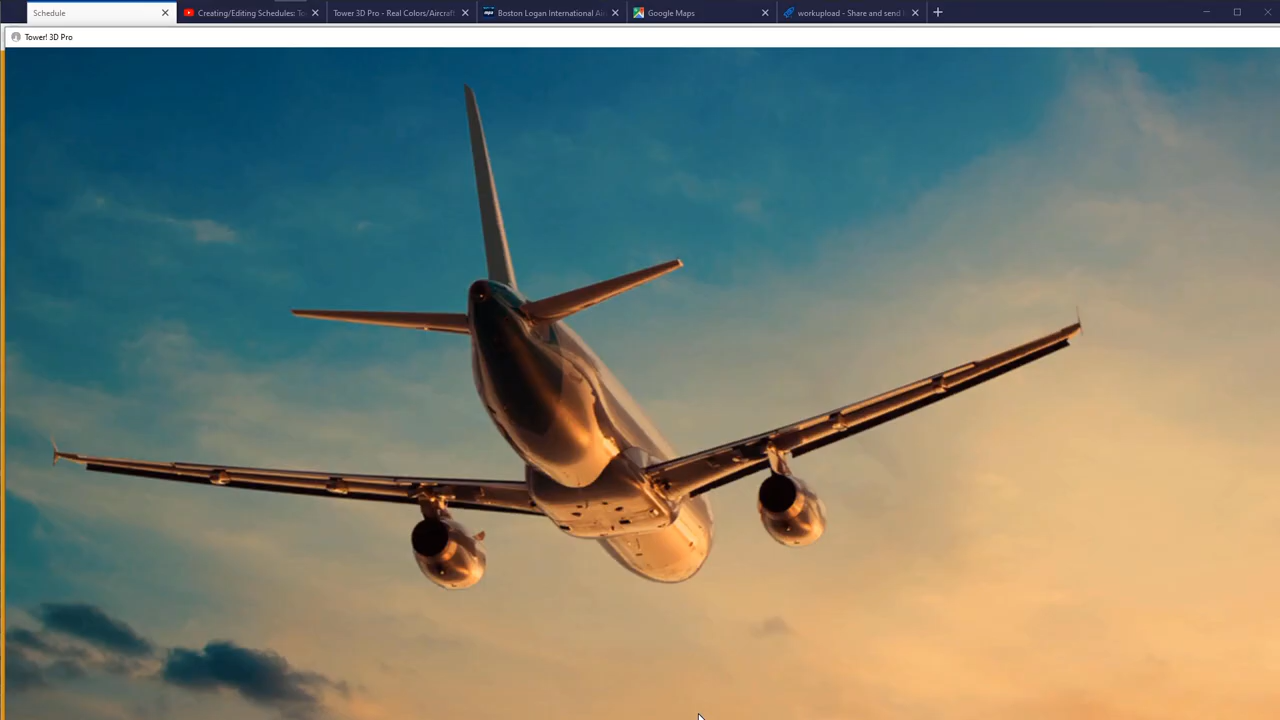 Schedule
Creating/Editing Schedules: To
Tower 3D Pro - Real Colors/Aircraft
Boston Logan International Air
Google Maps
workupload - Share and send
Tower! 3D Pro